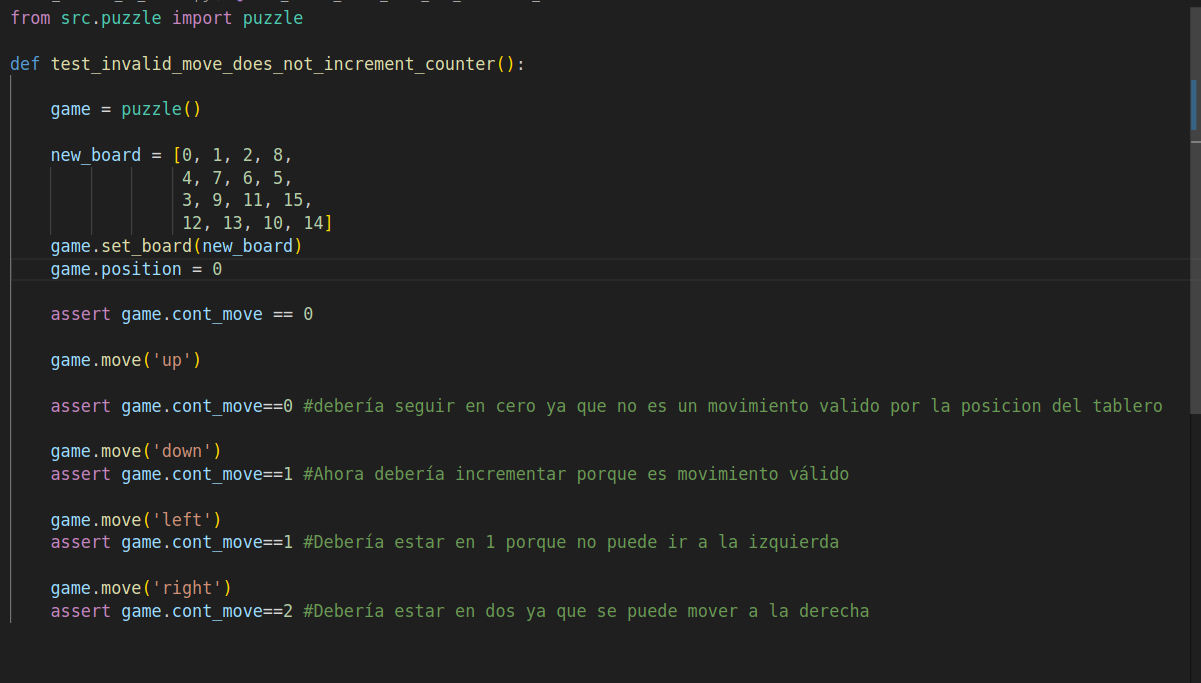 from src.puzzle import puzzle
def test_invalid_move_does_not_increment_counter():
game = puzzle()
new_board = [0, 1, 2, 8,
4, 7, 6, 5,
3, 9, 11, 15,
12, 13, 10, 14]
game.set_board(new_board)
game.position = 0
assert game.cont_move == 0
game.move('up')
assert game.cont_move==0 #debería seguir en cero ya que no es un movimiento valido por la posicion del tablero
game.move('down')
assert game.cont_move==1 #Ahora debería incrementar porque es movimiento válido
game.move('left')
assert game.cont_move==1 #Debería estar en 1 porque no puede ir a la izquierda
game.move('right')
assert game.cont_move==2 #Debería estar en dos ya que se puede mover a la derecha